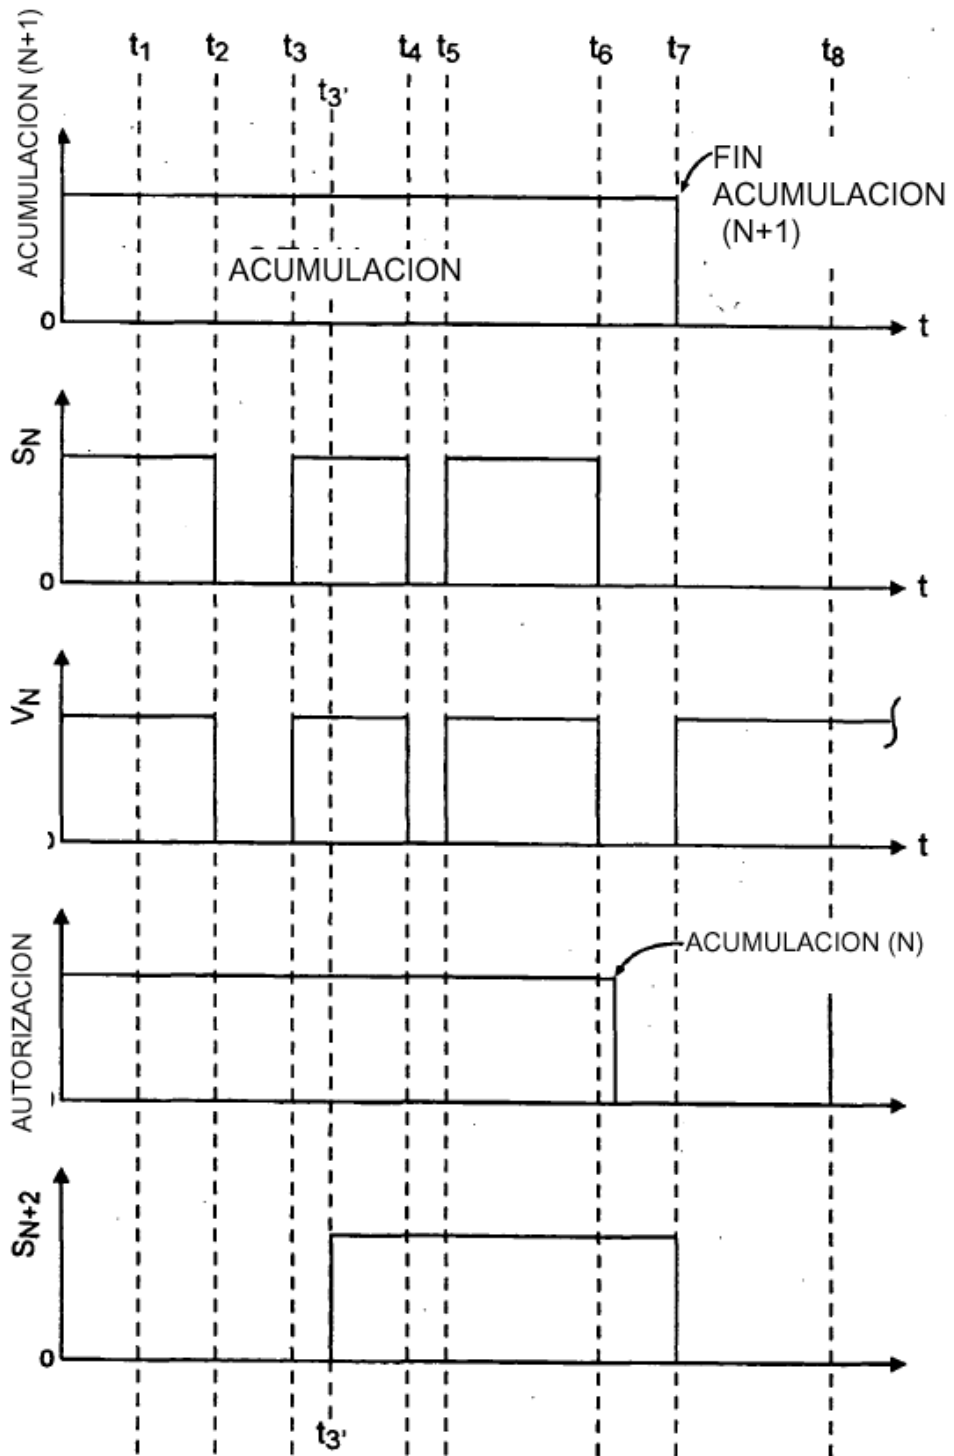 t1 t2 t3 t4 t5 t6 t7 t8
t3'
ACUMULACION (N+1)
FIN
ACUMULACION
(N+1)
ACUMULACION
0
t
SN
0
t
VN
t
AUTORIZACION
ACUMULACION (N)
SN+2
0
t3'